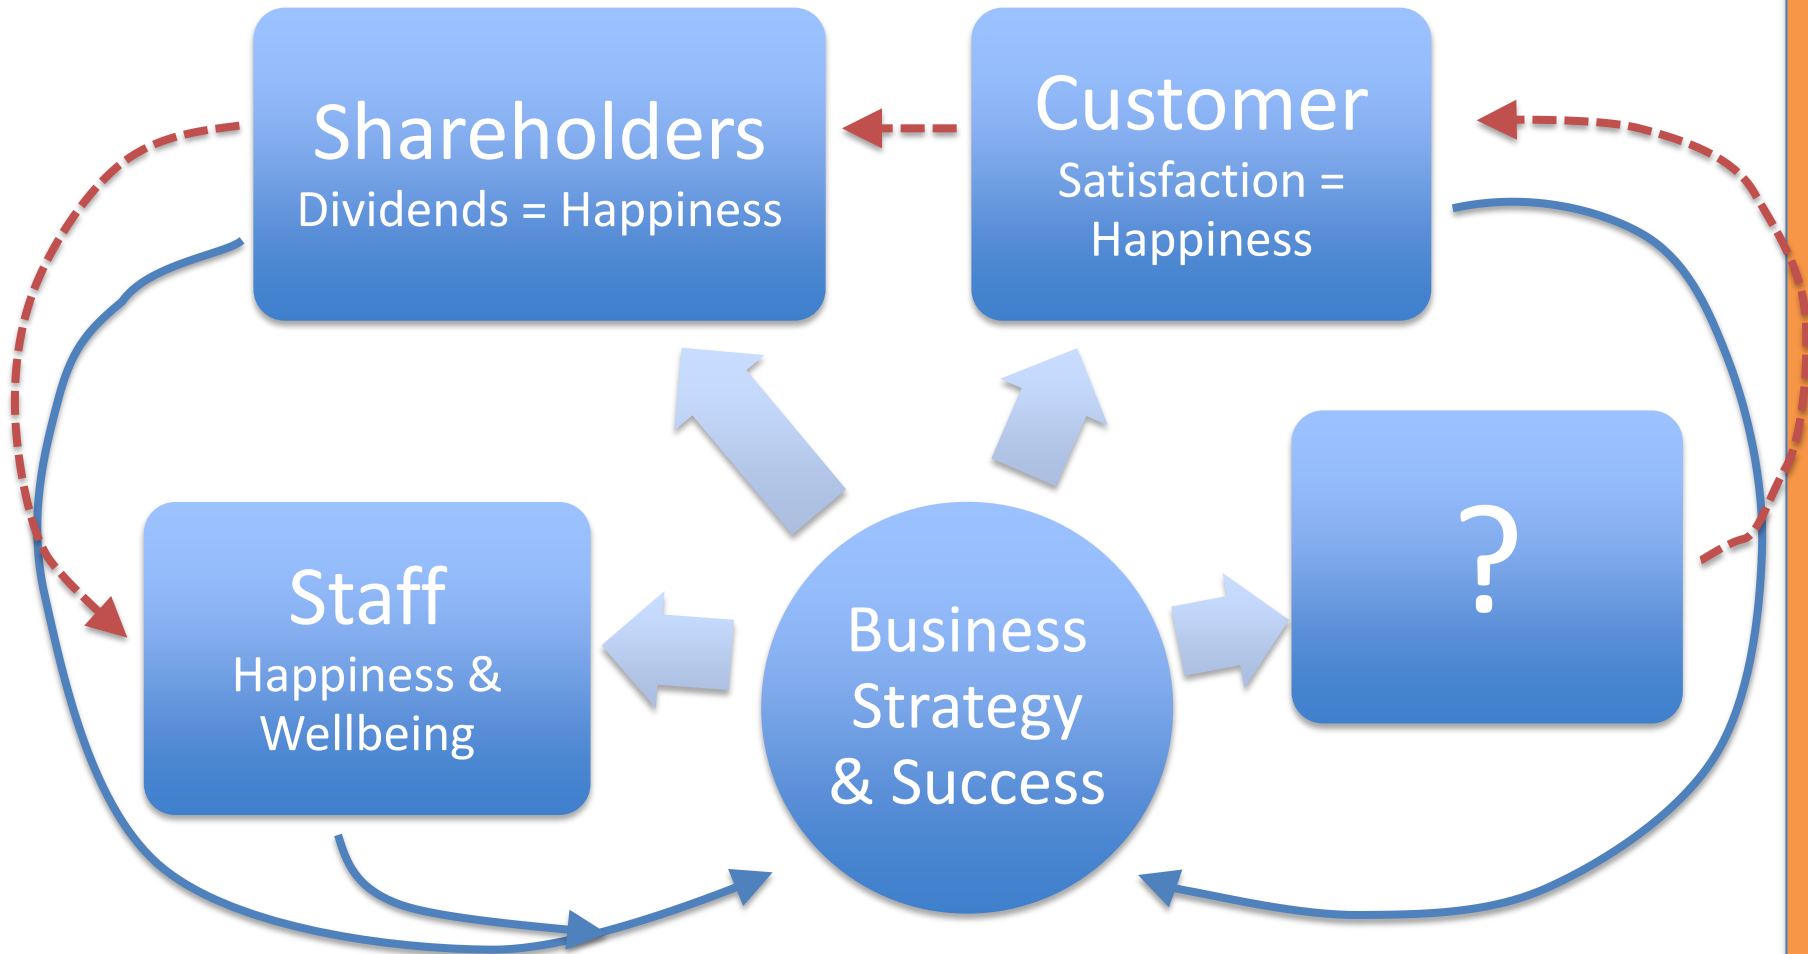 Shareholders
Dividends = Happiness
Customer
Satisfaction =
Happiness
?
Staff
Happiness &
Wellbeing
Business
Strategy
& Success